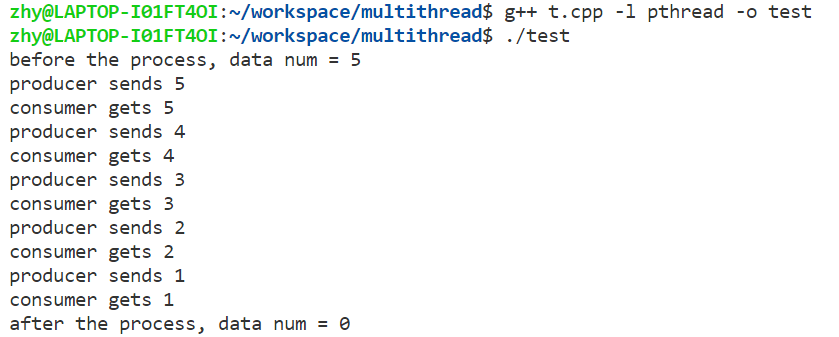 zhy@LAPTOP-I01FT4OI:~/workspace/multithread$ g++ t.cpp -l pthread -o test
zhy@LAPTOP-I01FT4OI:~/workspace/multithread$ ./test
before the process, data num = 5
producer sends 5
consumer gets 5
producer sends 4
consumer gets 4
producer sends 3
consumer gets 3
producer sends 2
consumer gets 2
producer sends 1
consumer gets 1
after the process, data num = 0